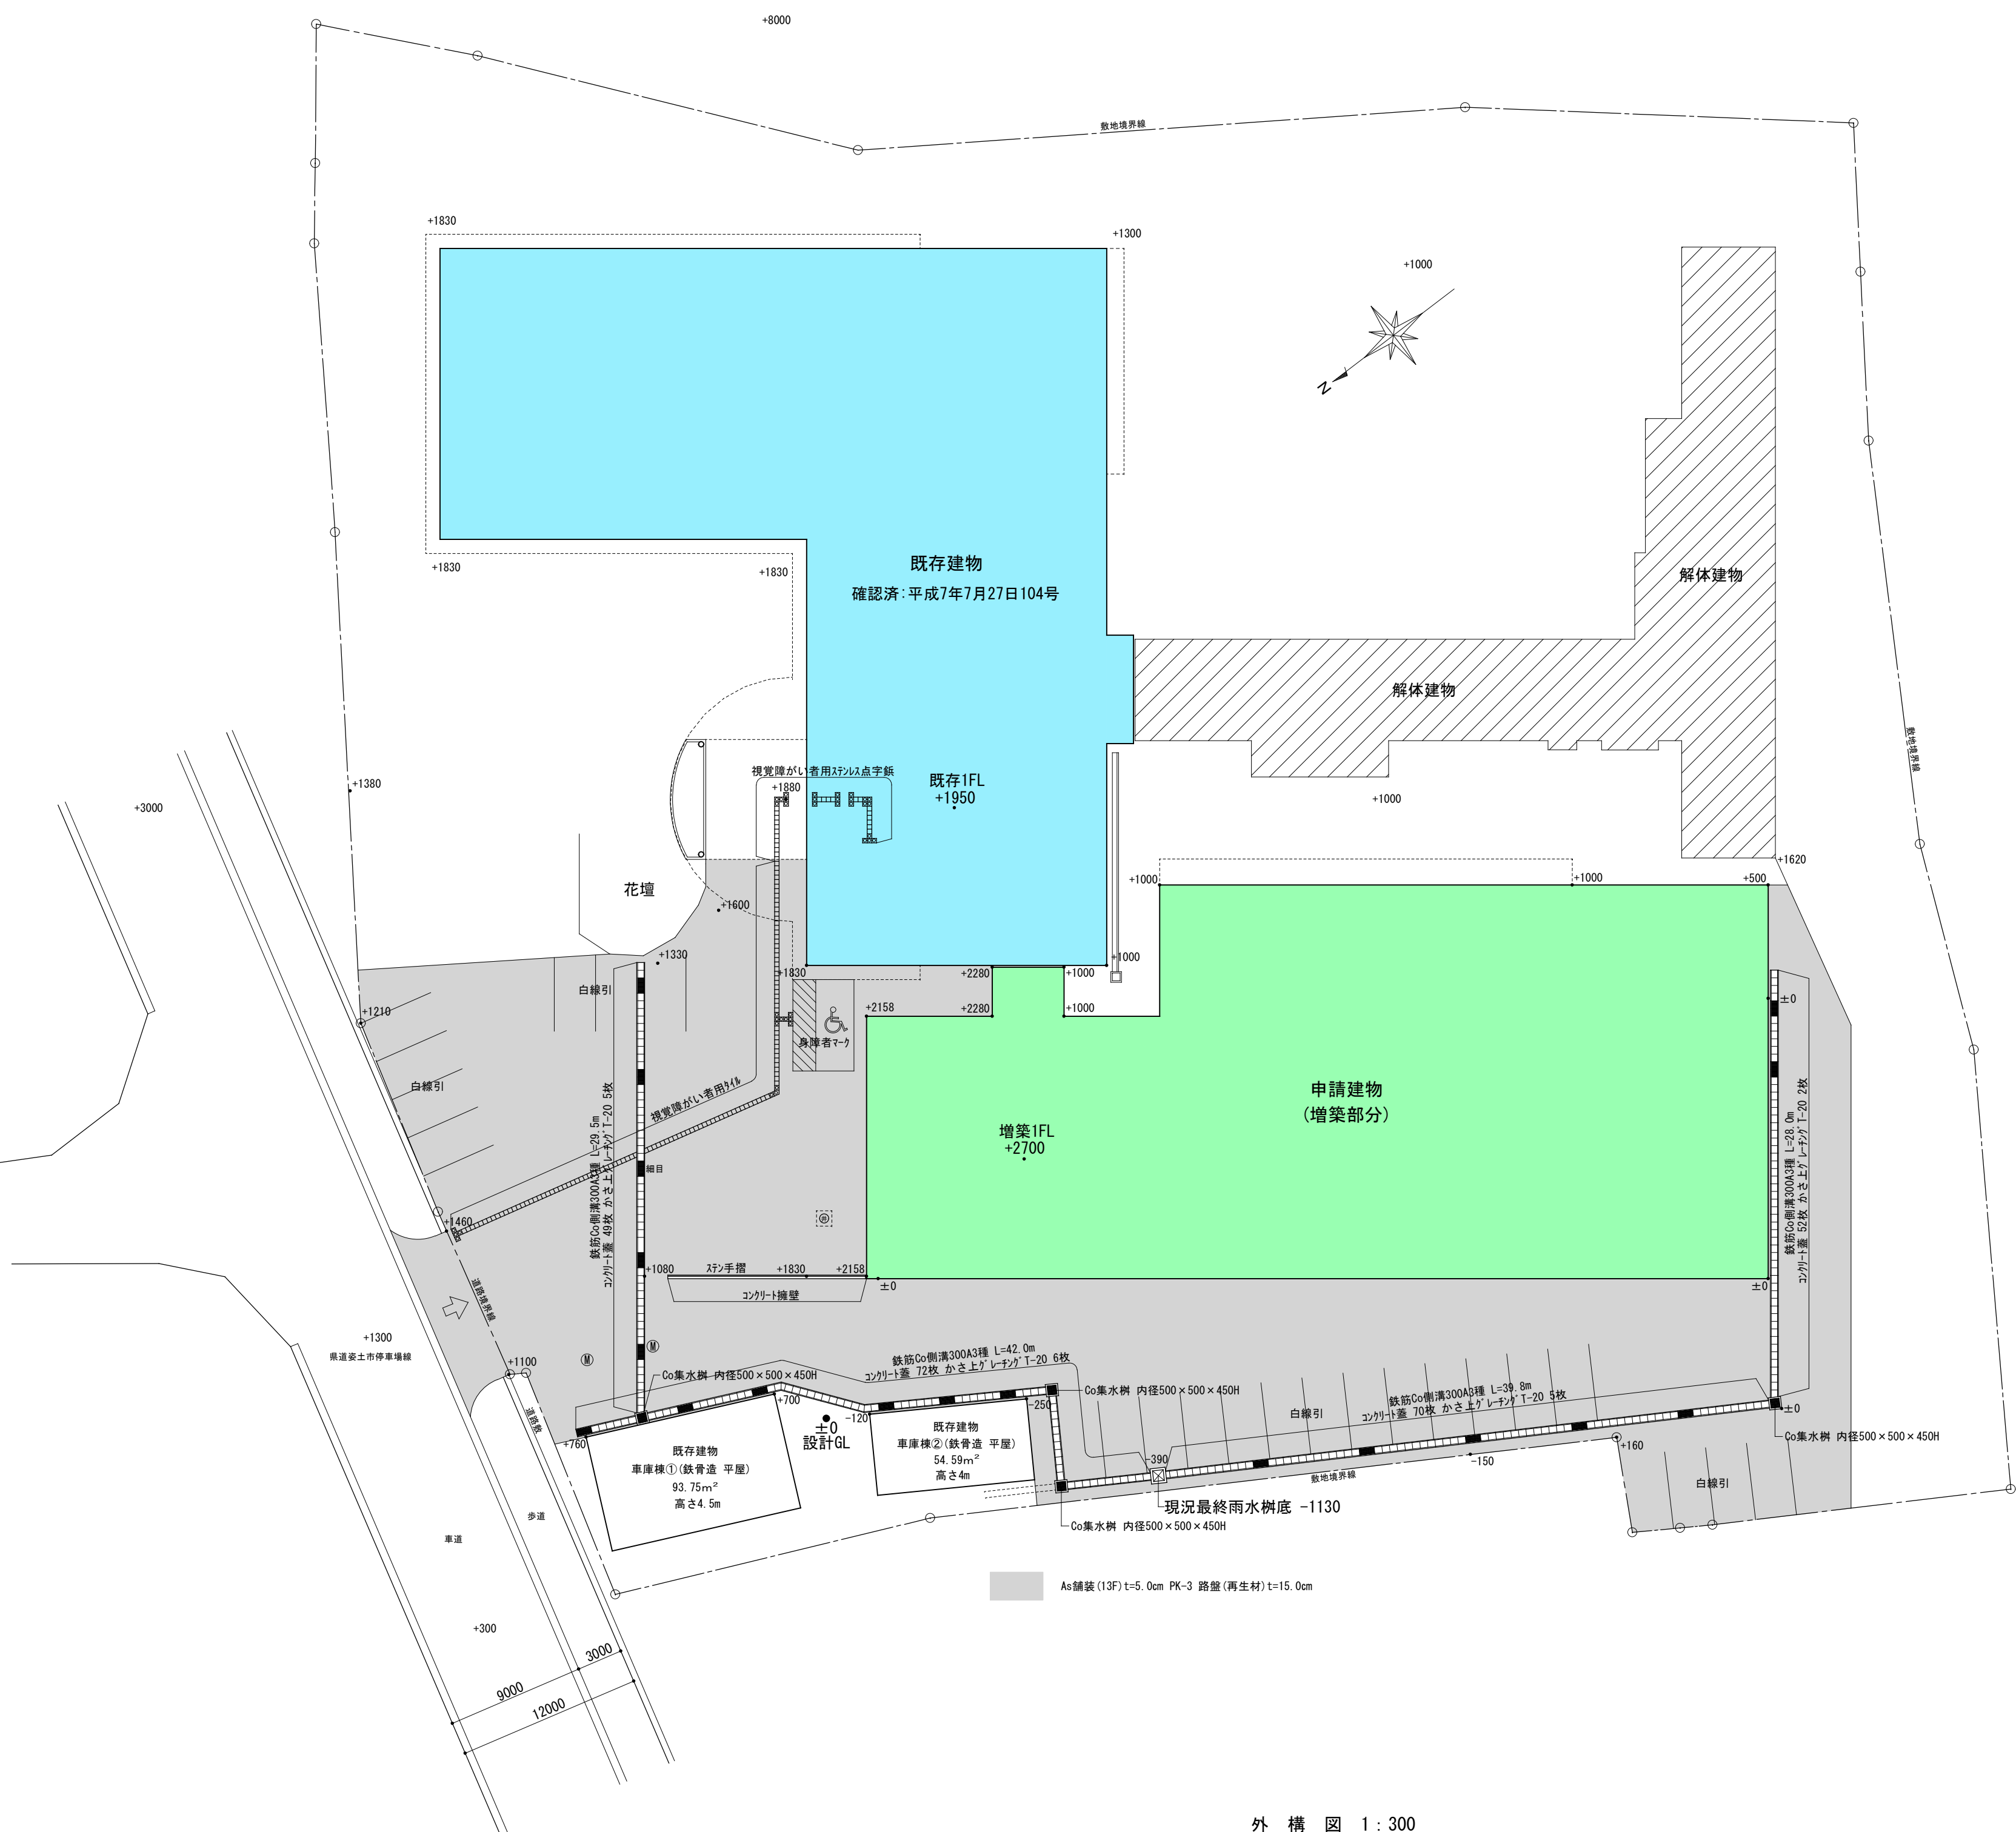 +8000
敷地境界線
+1830
+1300
+1000
N
+1830
+1830
既存建物
確認済:平成7年7月27日104号
解体建物
解体建物
敷地境界線
視覚障がい者用ｽﾃﾝﾚｽ点字鋲
+1880
既存1FL
+1950
+1380
+3000
+1000
花壇
+1600
+1620
+1000
+1000
+500
+1330
+1830
+2280
+1000
+1000
白線引
+1210
+2158
+2280
+1000
±0
身障者ﾏｰｸ
白線引
視覚障がい者用ﾀｲﾙ
申請建物
(増築部分)
増築1FL
+2700
鉄筋Co側溝300A3種 L=29.5m
ｺﾝｸﾘｰﾄ蓋 49枚 かさ上ｸﾞﾚｰﾁﾝｸﾞT-20 5枚
細目
鉄筋Co側溝300A3種 L=28.0m
ｺﾝｸﾘｰﾄ蓋 52枚 かさ上ｸﾞﾚｰﾁﾝｸﾞT-20 2枚
+1460
+1080
ｽﾃﾝ手摺
+1830
+2158
±0
±0
ｺﾝｸﾘｰﾄ擁壁
道路境界線
+1300
県道姿土市停車場線
+1100
M
M
Co集水桝 内径500×500×450H
鉄筋Co側溝300A3種 L=42.0m
ｺﾝｸﾘｰﾄ蓋 72枚 かさ上ｸﾞﾚｰﾁﾝｸﾞT-20 6枚
Co集水桝 内径500×500×450H
鉄筋Co側溝300A3種 L=39.8m
ｺﾝｸﾘｰﾄ蓋 70枚 かさ上ｸﾞﾚｰﾁﾝｸﾞT-20 5枚
白線引
道路敷
+760
+700
±0
設計GL
-120
-250
±0
Co集水桝 内径500×500×450H
既存建物
車庫棟①(鉄骨造 平屋)
93.75m²
高さ4.5m
既存建物
車庫棟②(鉄骨造 平屋)
54.59m²
高さ4m
-390
敷地境界線
-150
+160
白線引
現況最終雨水桝底 -1130
Co集水桝 内径500×500×450H
歩道
車道
As舗装(13F)t=5.0cm PK-3 路盤(再生材)t=15.0cm
+300
3000
9000
12000
外 構 図 1:300